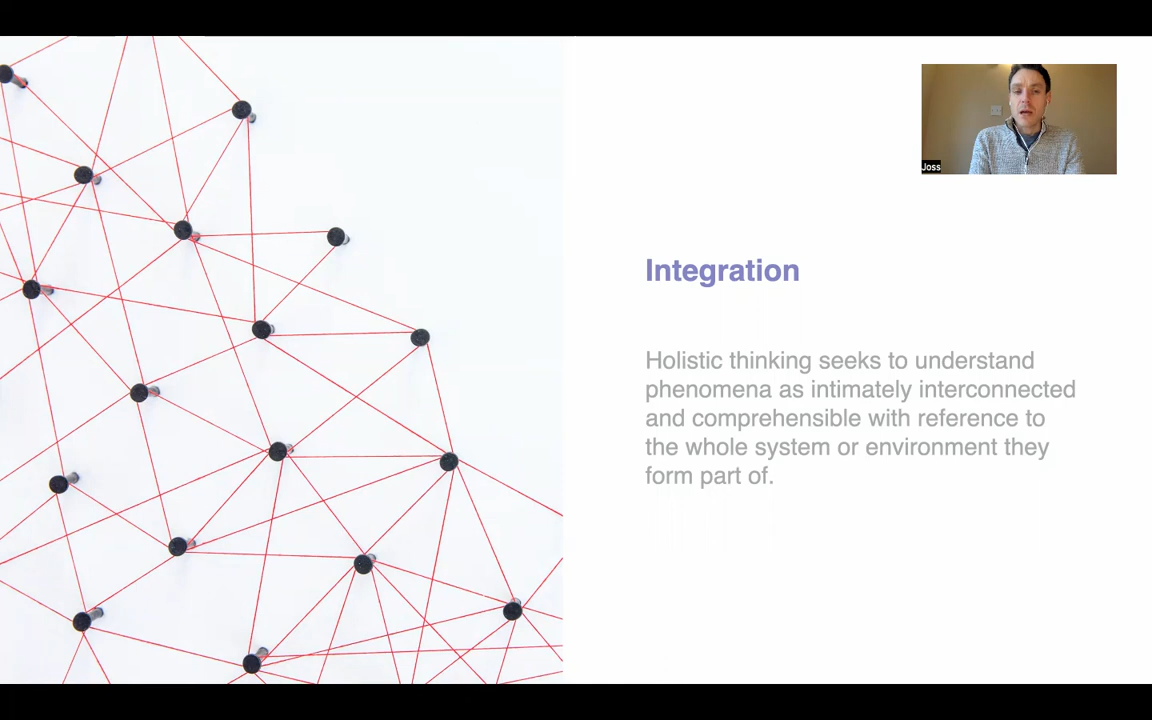 Joss
Integration
Holistic thinking seeks to understand
phenomena as intimately interconnected
and comprehensible with reference to
the whole system or environment they
form part of.